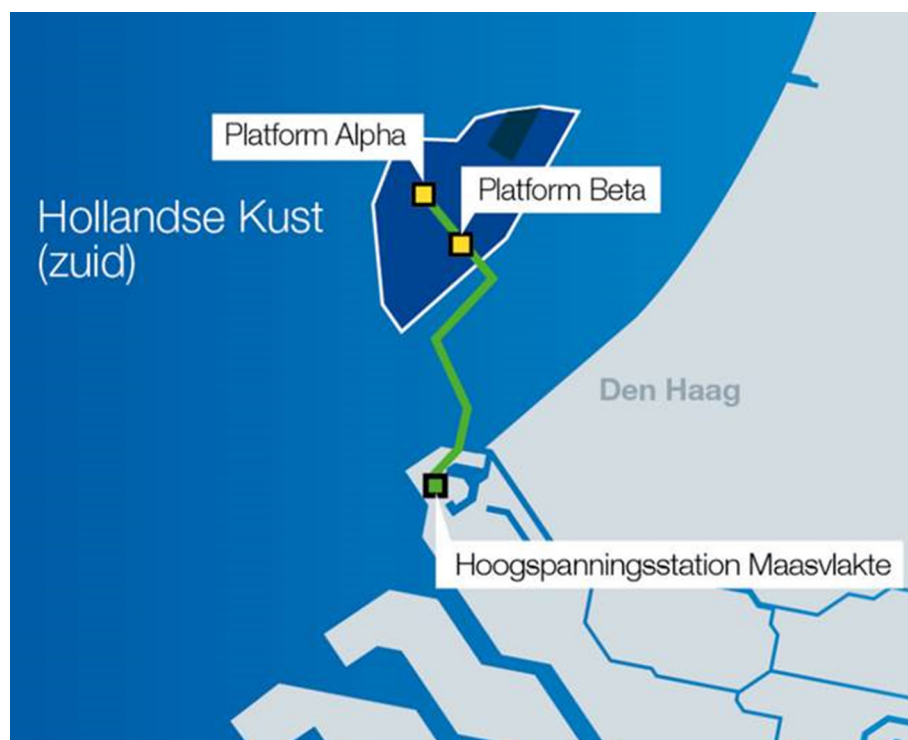 Platform Alpha
Platform Beta
Hollandse Kust
(zuid)
Den Haag
Hoogspanningsstation Maasvlakte